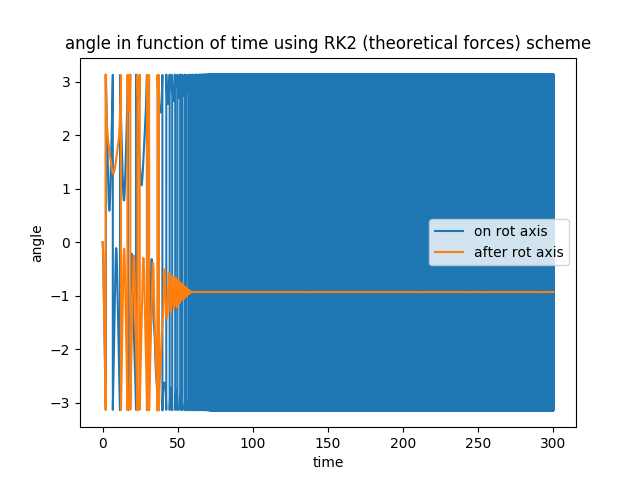 angle in function of time using RK2 (theoretical forces) scheme
angle
3
2
1
0
−1
−2
−3
on rot axis
after rot axis
0
50
100
150
200
250
300
time